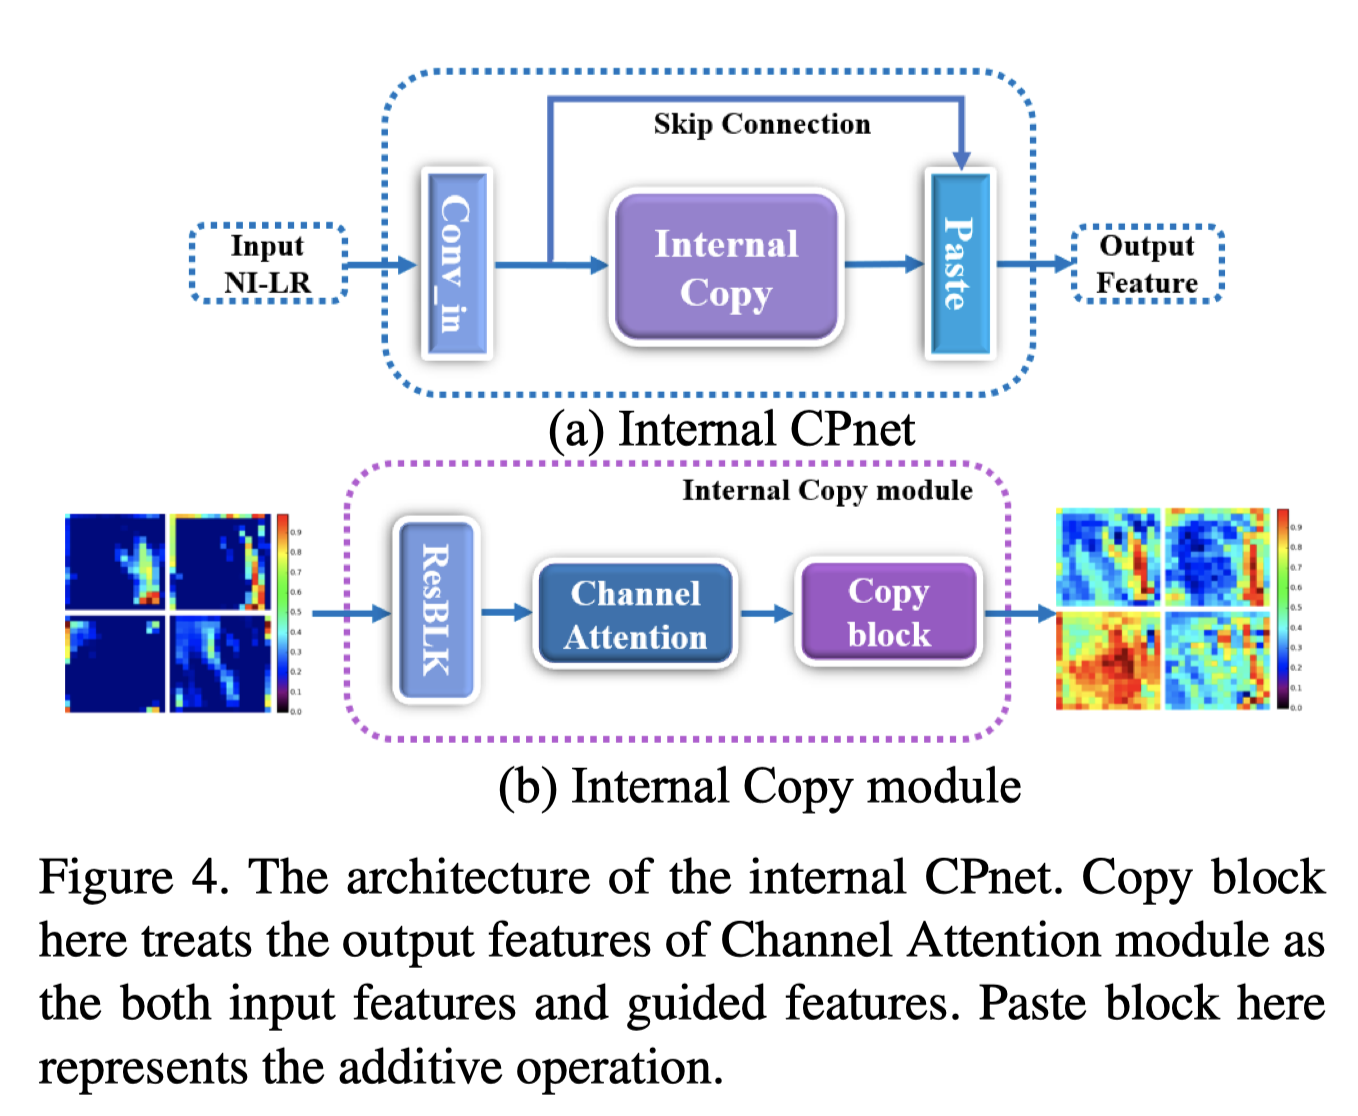 Skip Connection
Input
NI-LR
Conv_in
Internal
Copy
Paste
Output
Feature
(a) Internal CPnet
Internal Copy module
0.9
0.8
0.7
0.6
0.5
0.4
0.3
0.2
0.1
0.0
ResBLK
Channel
Attention
Copy
block
0.9
0.8
0.7
0.6
0.5
0.4
0.3
0.2
0.1
0.0
(b) Internal Copy module
Figure 4. The architecture of the internal CPnet. Copy block
here treats the output features of Channel Attention module as
the both input features and guided features. Paste block here
represents the additive operation.